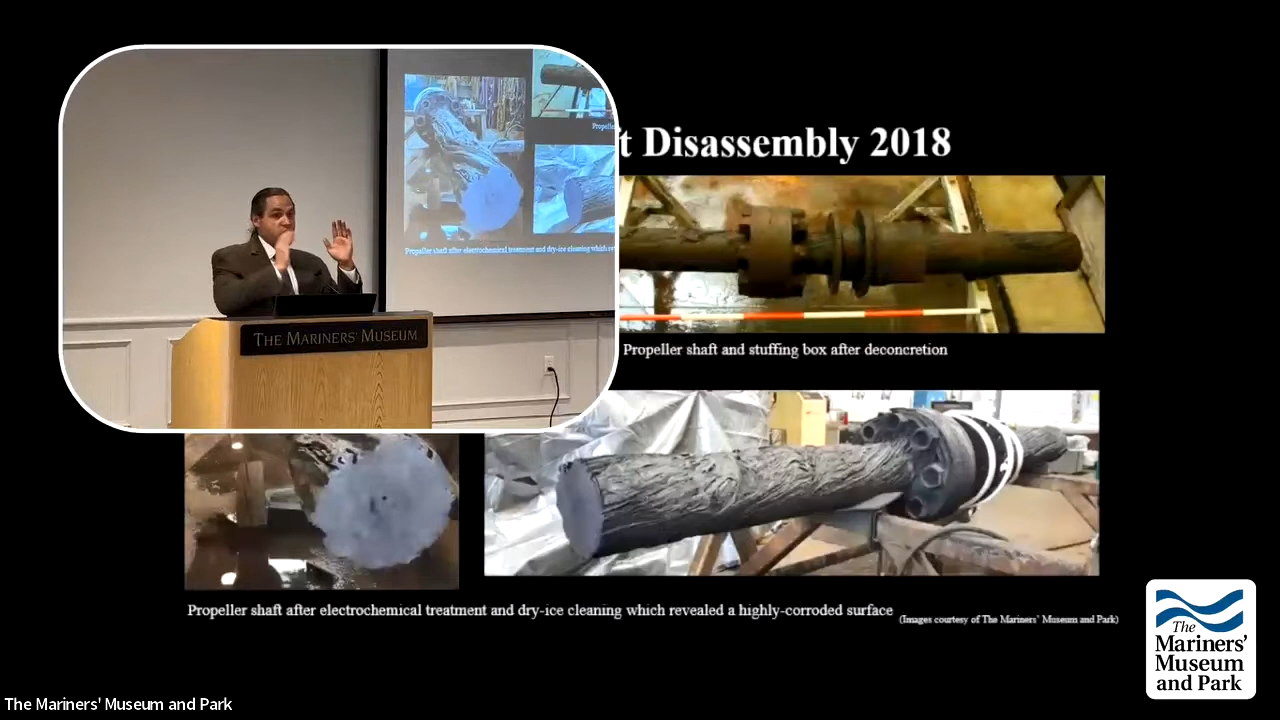 Propelle
Propeller shaft after electrochemical treatment and dry-ice cleaning which re
THE MARINERS' MUSEUM
t Disassembly 2018
Propeller shaft and stuffing box after deconcretion
Propeller shaft after electrochemical treatment and dry-ice cleaning which revealed a highly-corroded surface
(Images courtesy of The Mariners' Museum and Park)
The
Mariners'
Museum
and Park
The Mariners' Museum and Park